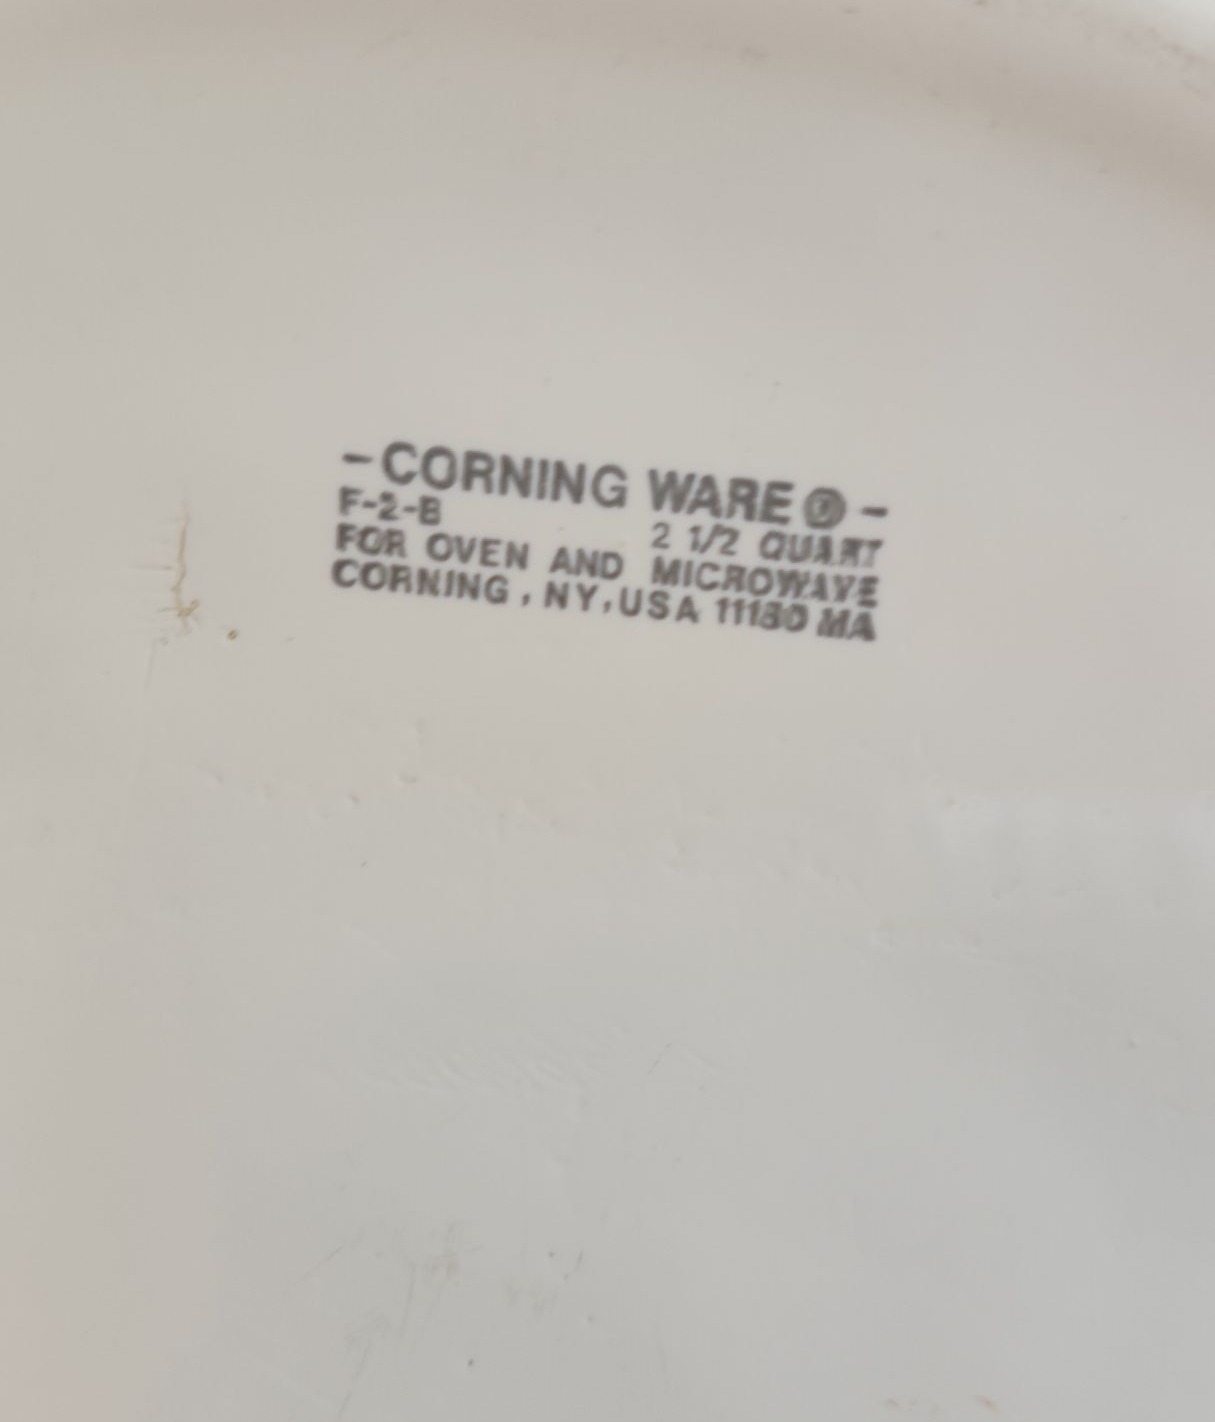 -CORNING WARE ® -
F-2-B 2 1/2 QUART
FOR OVEN AND MICROWAVE
CORNING, NY, USA 11180 MA